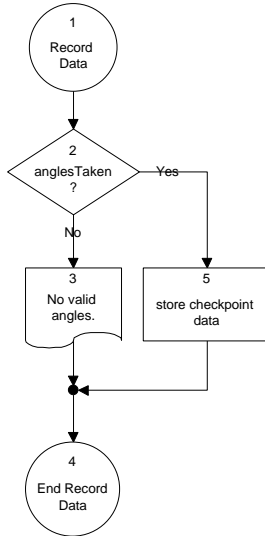 1
Record
Data
2
anglesTaken
?
Yes
No
3
No valid
angles.
5
store checkpoint
data
4
End Record
Data